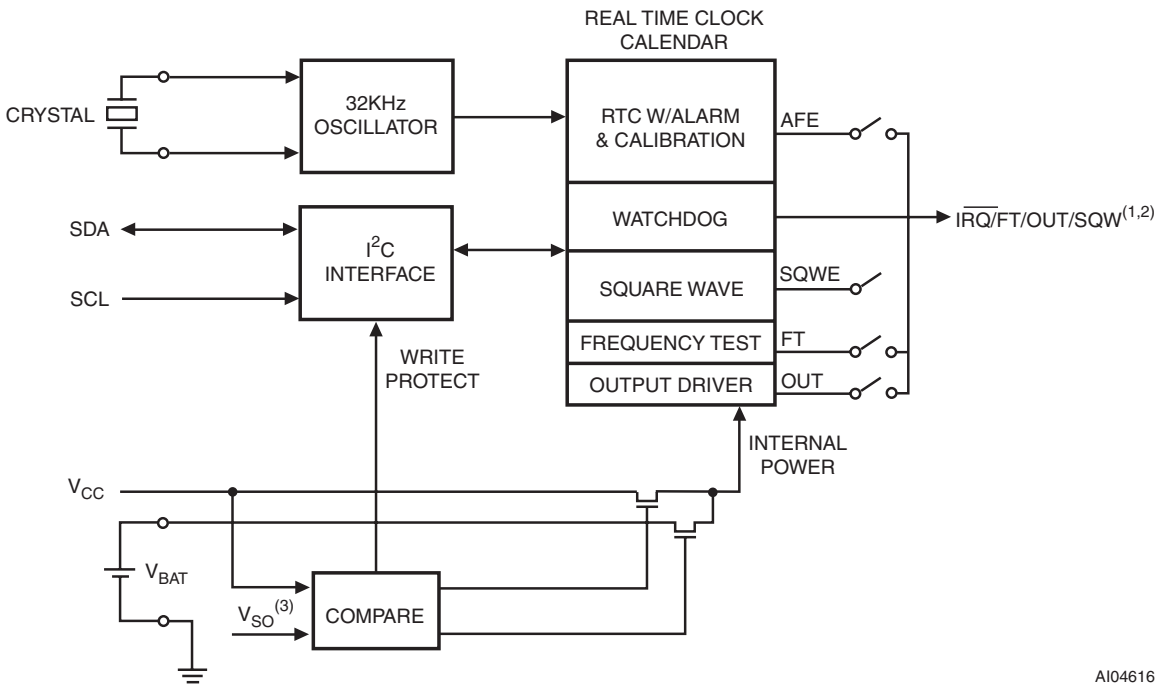 REAL TIME CLOCK
CALENDAR
CRYSTAL
32KHz
OSCILLATOR
RTC W/ALARM
& CALIBRATION
AFE
SDA
SCL
I²C
INTERFACE
WATCHDOG
IRQ/FT/OUT/SQW(1,2)
SQUARE WAVE
SQWE
FREQUENCY TEST
FT
OUTPUT DRIVER
OUT
WRITE
PROTECT
INTERNAL
POWER
VCC
VBAT
VSO(3)
COMPARE
AI04616